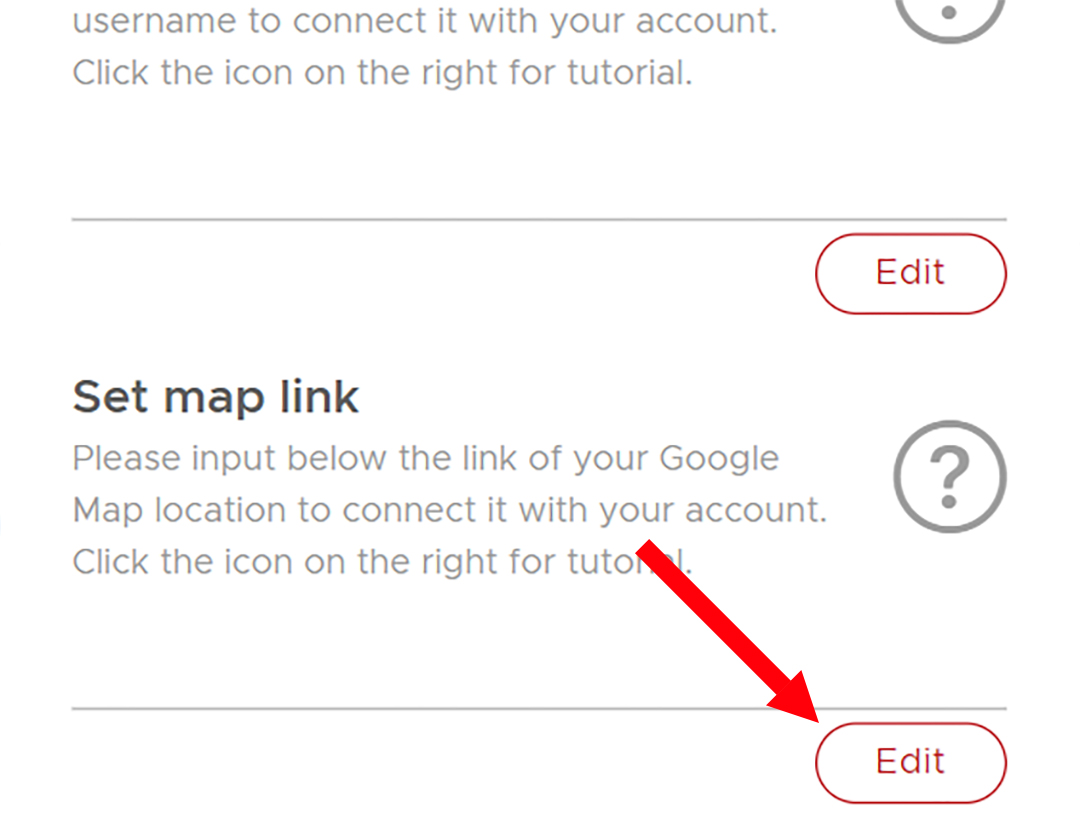 username to connect it with your account.
Click the icon on the right for tutorial.
Edit
Set map link
Please input below the link of your Google
Map location to connect it with your account.
?
Click the icon on the right for tutorial.
Edit